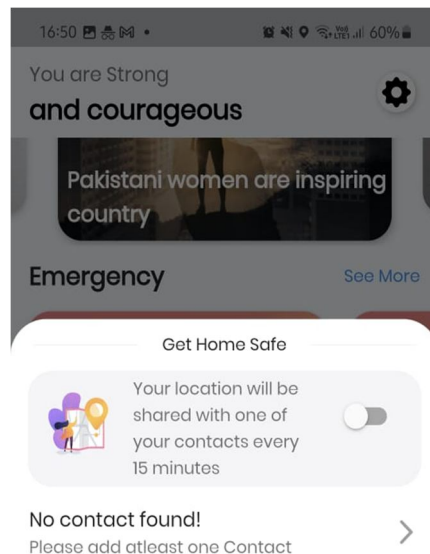 16:50
60%
You are Strong
and courageous
Pakistani women are inspiring
country
Emergency
See More
Get Home Safe
Your location will be
shared with one of
your contacts every
15 minutes
No contact found!
Please add atleast one Contact